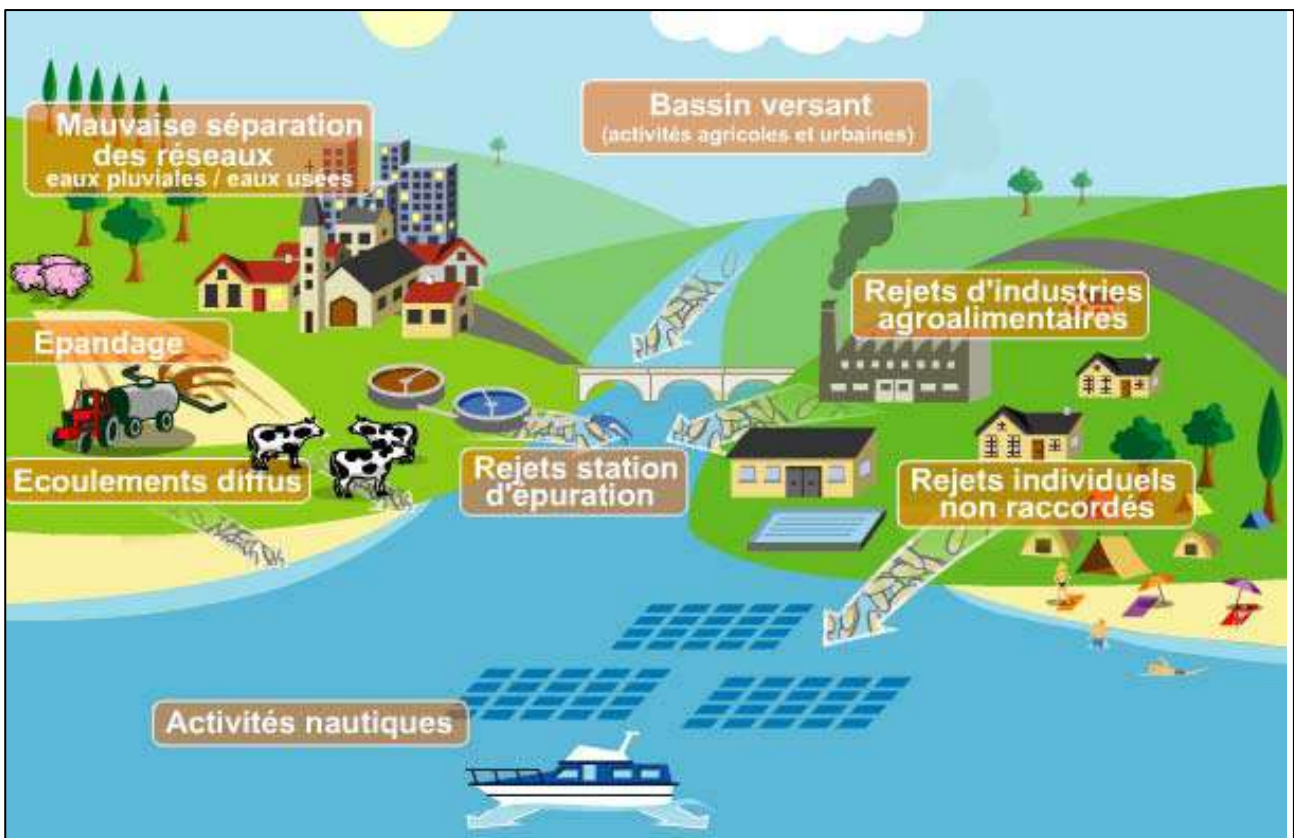 Bassin versant
(activités agricoles et urbaines)
Mauvaise séparation
des réseaux
eaux pluviales / eaux usées
Rejets d'industries
agroalimentaires
Epandage
Ecoulements diffus
Rejets station
d'épuration
Rejets individuels
non raccordés
Activités nautiques